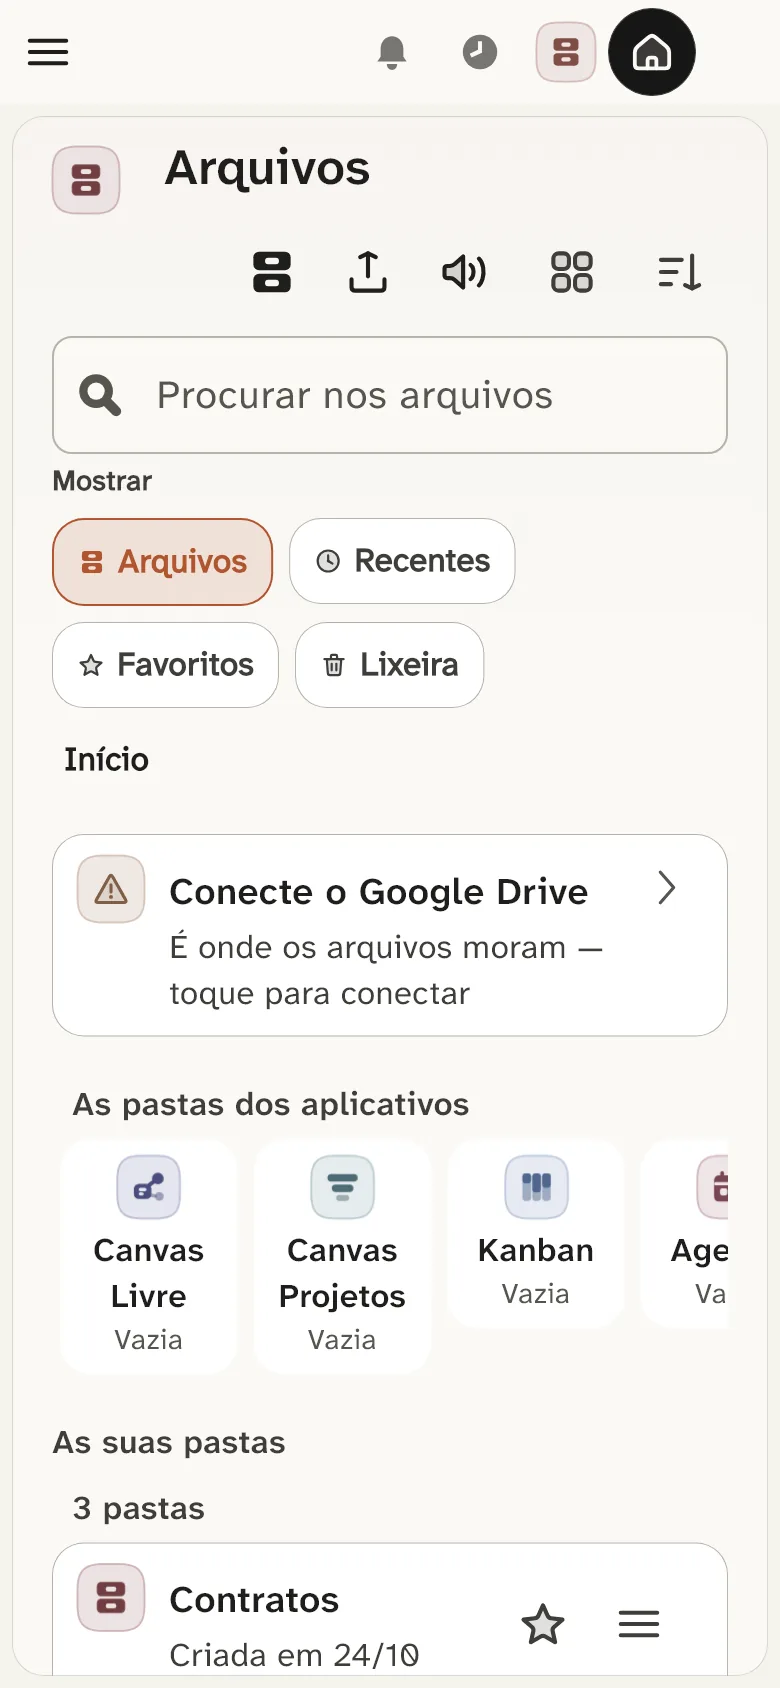 Arquivos
Procurar nos arquivos
Mostrar
Arquivos
Recentes
Favoritos
Lixeira
Início
Conecte o Google Drive
É onde os arquivos moram —
toque para conectar
As pastas dos aplicativos
Canvas
Livre
Vazia
Canvas
Projetos
Vazia
Kanban
Vazia
Age
Va
As suas pastas
3 pastas
Contratos
Criada em 24/10